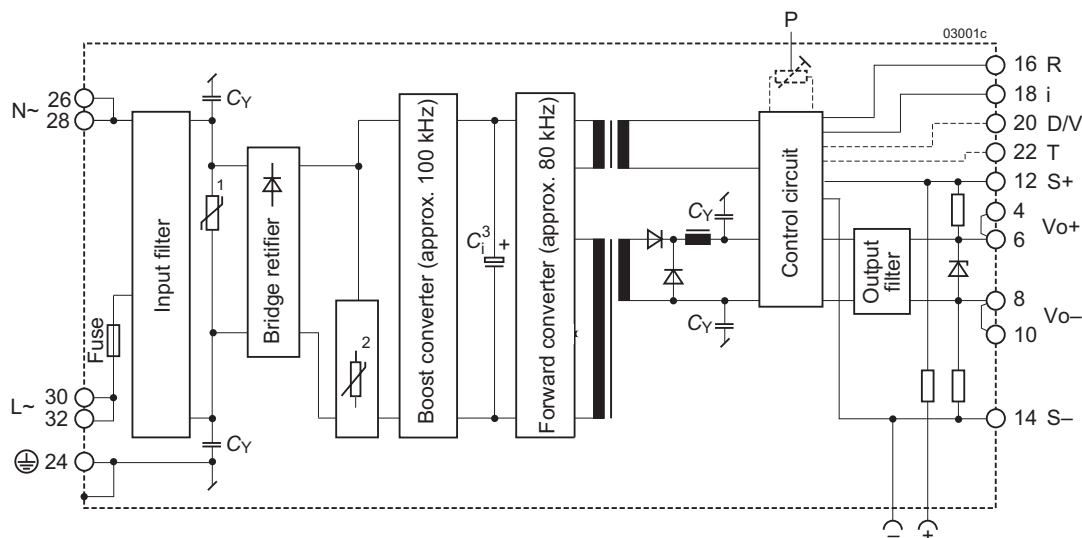 P
03001c
N~
26
28
CY
Input filter
Fuse
L~
30
32
24
CY
1
Bridge retifier
2
Boost converter (approx. 100 kHz)
Ci3
+
Forward converter (approx. 80 kHz)
CY
CY
Control circuit
Output filter
16 R
18 i
20 D/V
22 T
12 S+
4
Vo+
6
8
Vo–
10
14 S–
–
+